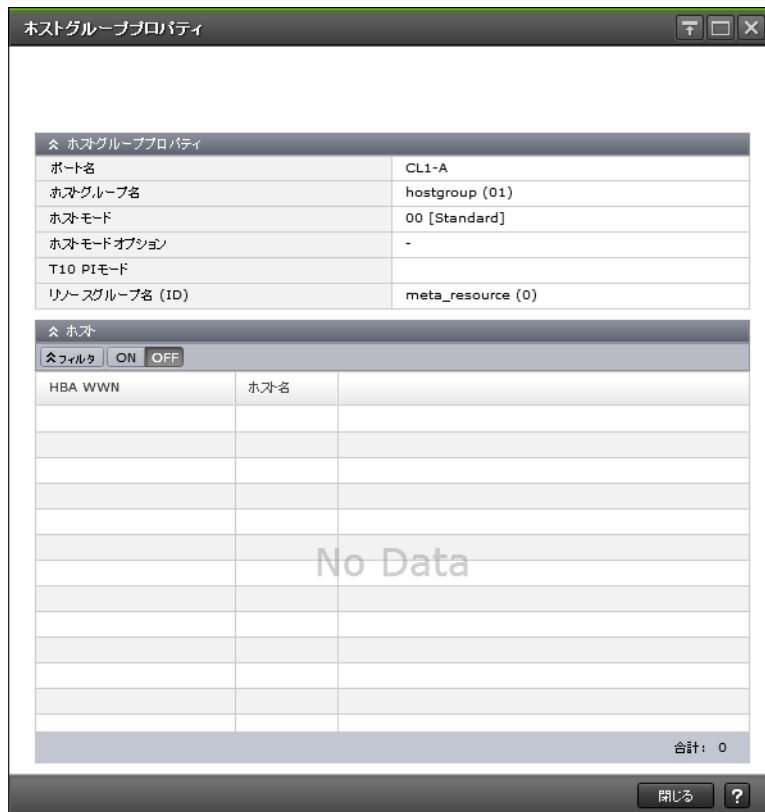 ホストグループプロパティ
ホストグループプロパティ
ポート名 CL1-A
ホストグループ名 hostgroup (01)
ホストモード 00 [Standard]
ホストモードオプション -
T10 PIモード
リソースグループ名 (ID) meta_resource (0)
ホスト
フィルタ ON OFF
HBA WWN ホスト名
No Data
合計: 0
閉じる ?